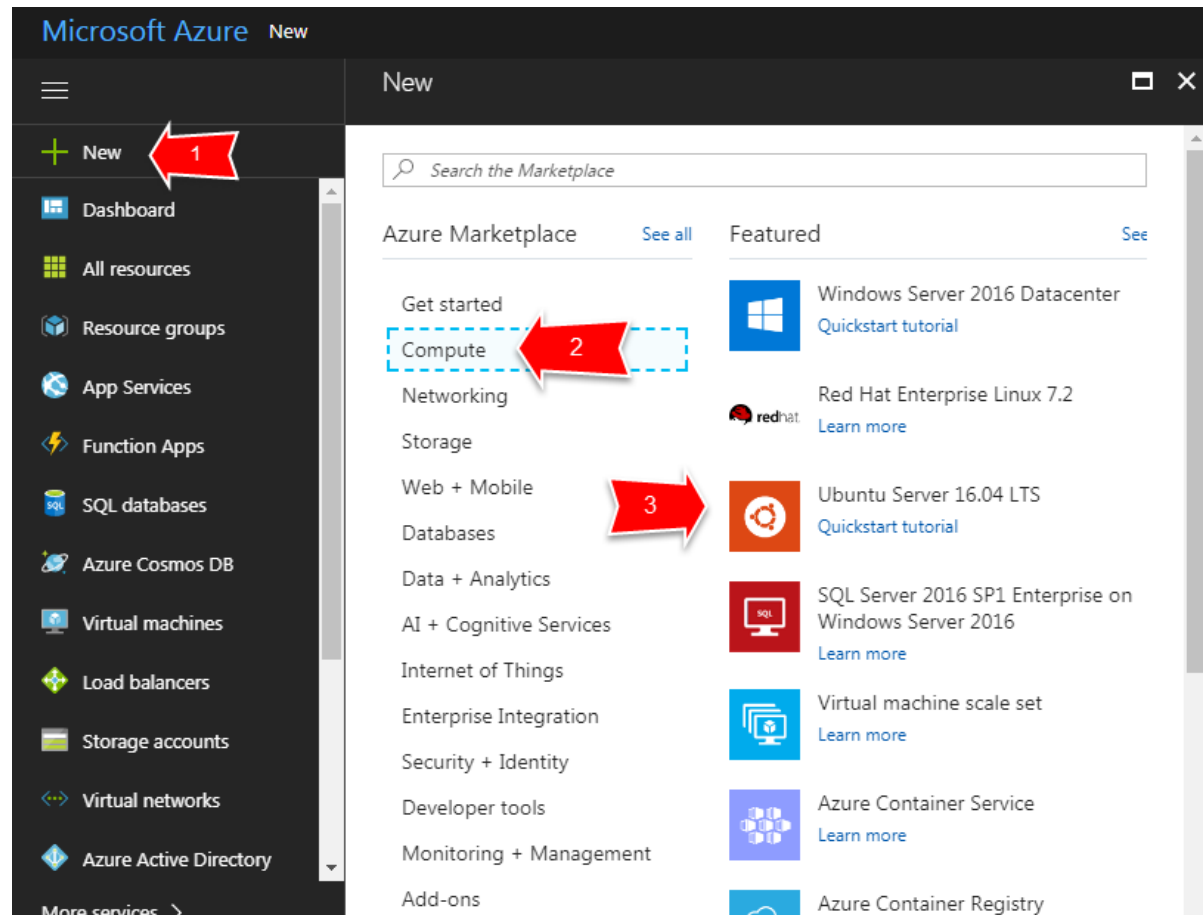 Microsoft Azure New
New
New
1
Search the Marketplace
Dashboard
All resources
Resource groups
App Services
Function Apps
SQL databases
Azure Cosmos DB
Virtual machines
Load balancers
Storage accounts
Virtual networks
Azure Active Directory
More services >
Azure Marketplace See all
Get started
Compute
2
Networking
Storage
Web + Mobile
Databases
Data + Analytics
AI + Cognitive Services
Internet of Things
Enterprise Integration
Security + Identity
Developer tools
Monitoring + Management
Add-ons
Featured See
Windows Server 2016 Datacenter
Quickstart tutorial
redhat
Red Hat Enterprise Linux 7.2
Learn more
3
Ubuntu Server 16.04 LTS
Quickstart tutorial
SQL
SQL Server 2016 SP1 Enterprise on
Windows Server 2016
Learn more
Virtual machine scale set
Learn more
Azure Container Service
Learn more
Azure Container Registry